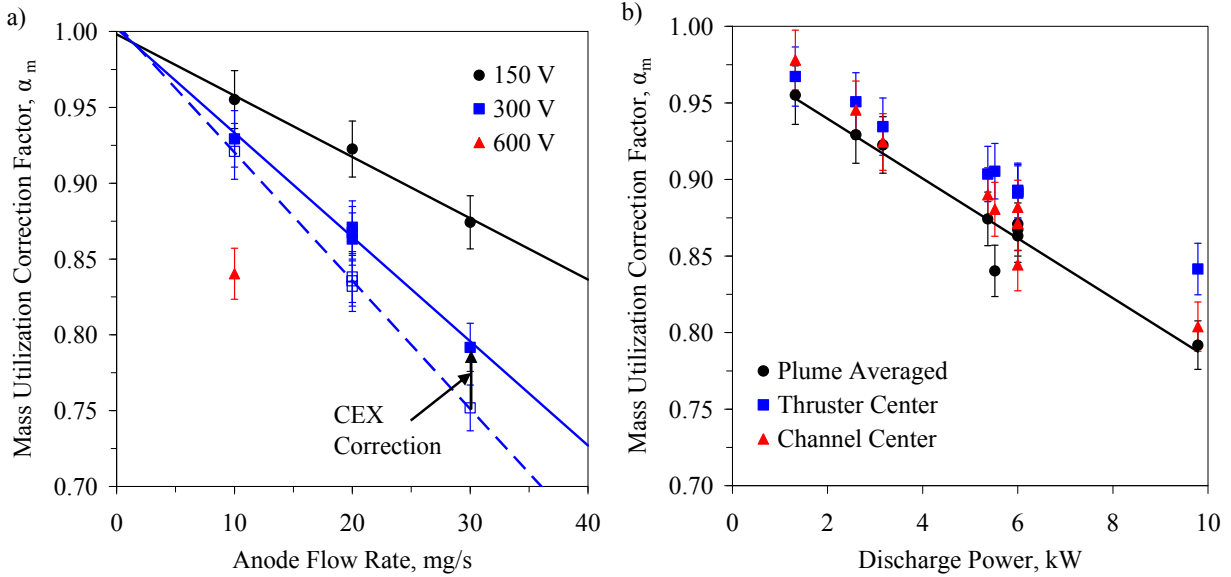 a)
Mass Utilization Correction Factor, α m
1.00
0.95
0.90
0.85
0.80
0.75
0.70
150 V
300 V
600 V
CEX
Correction
0
10
20
30
40
Anode Flow Rate, mg/s
b)
Mass Utilization Correction Factor, αm
1.00
0.95
0.90
0.85
0.80
0.75
0.70
Plume Averaged
Thruster Center
Channel Center
0
2
4
6
8
10
Discharge Power, kW